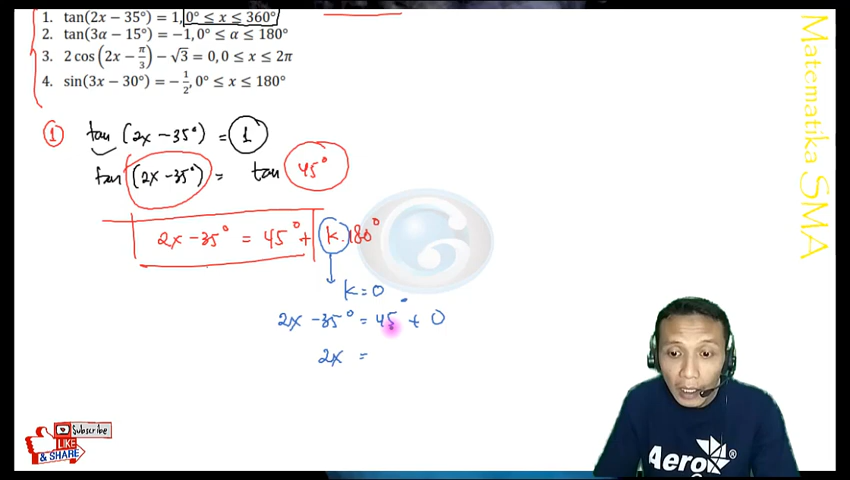 1. tan(2x − 35°) = 1, 0° ≤ x ≤ 360°
2. tan(3α − 15°) = −1, 0° ≤ α ≤ 180°
3. 2 cos(2x − π/3) − √3 = 0, 0 ≤ x ≤ 2π
4. sin(3x − 30°) = −1/2, 0° ≤ x ≤ 180°
① tan (2x − 35°) = 1
tan (2x − 35°) = tan 45°
2x − 35° = 45° + k.180°
k = 0
2x − 35° = 45° + 0
2x =
Matematika SMA
Subscribe
LIKE
& SHARE
Aero